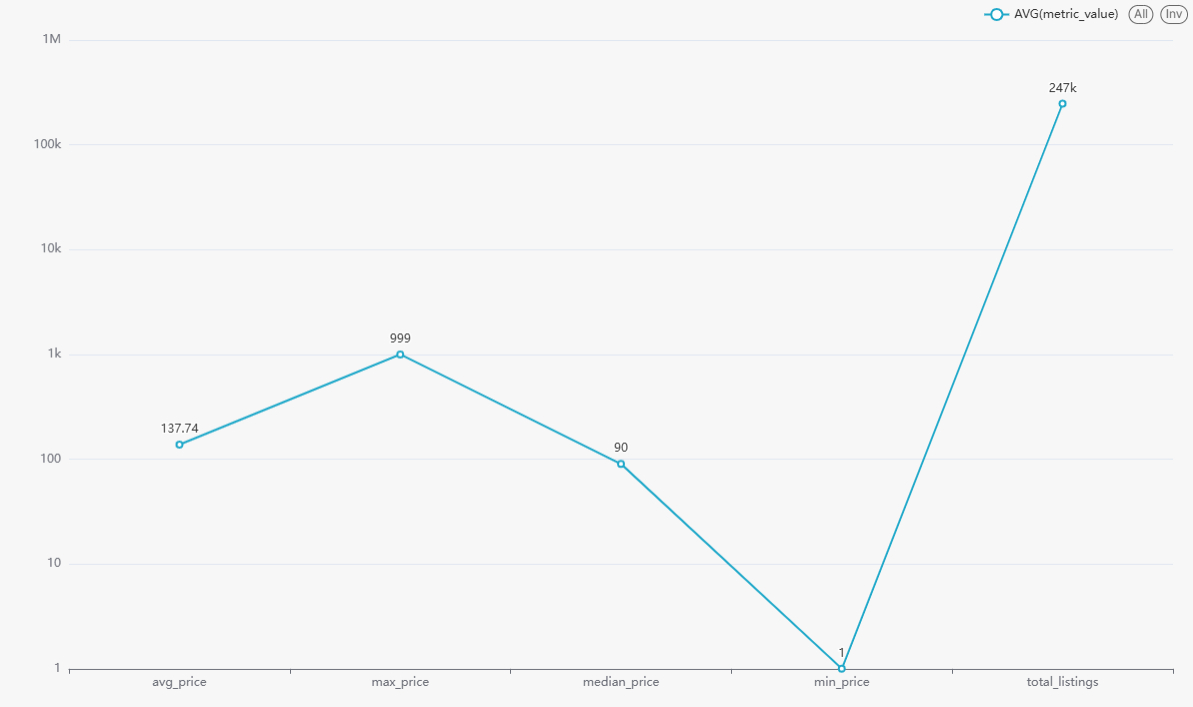 AVG(metric_value) All Inv
1M
247k
100k
10k
1k
999
137.74
100
90
10
1
1
avg_price max_price median_price min_price total_listings